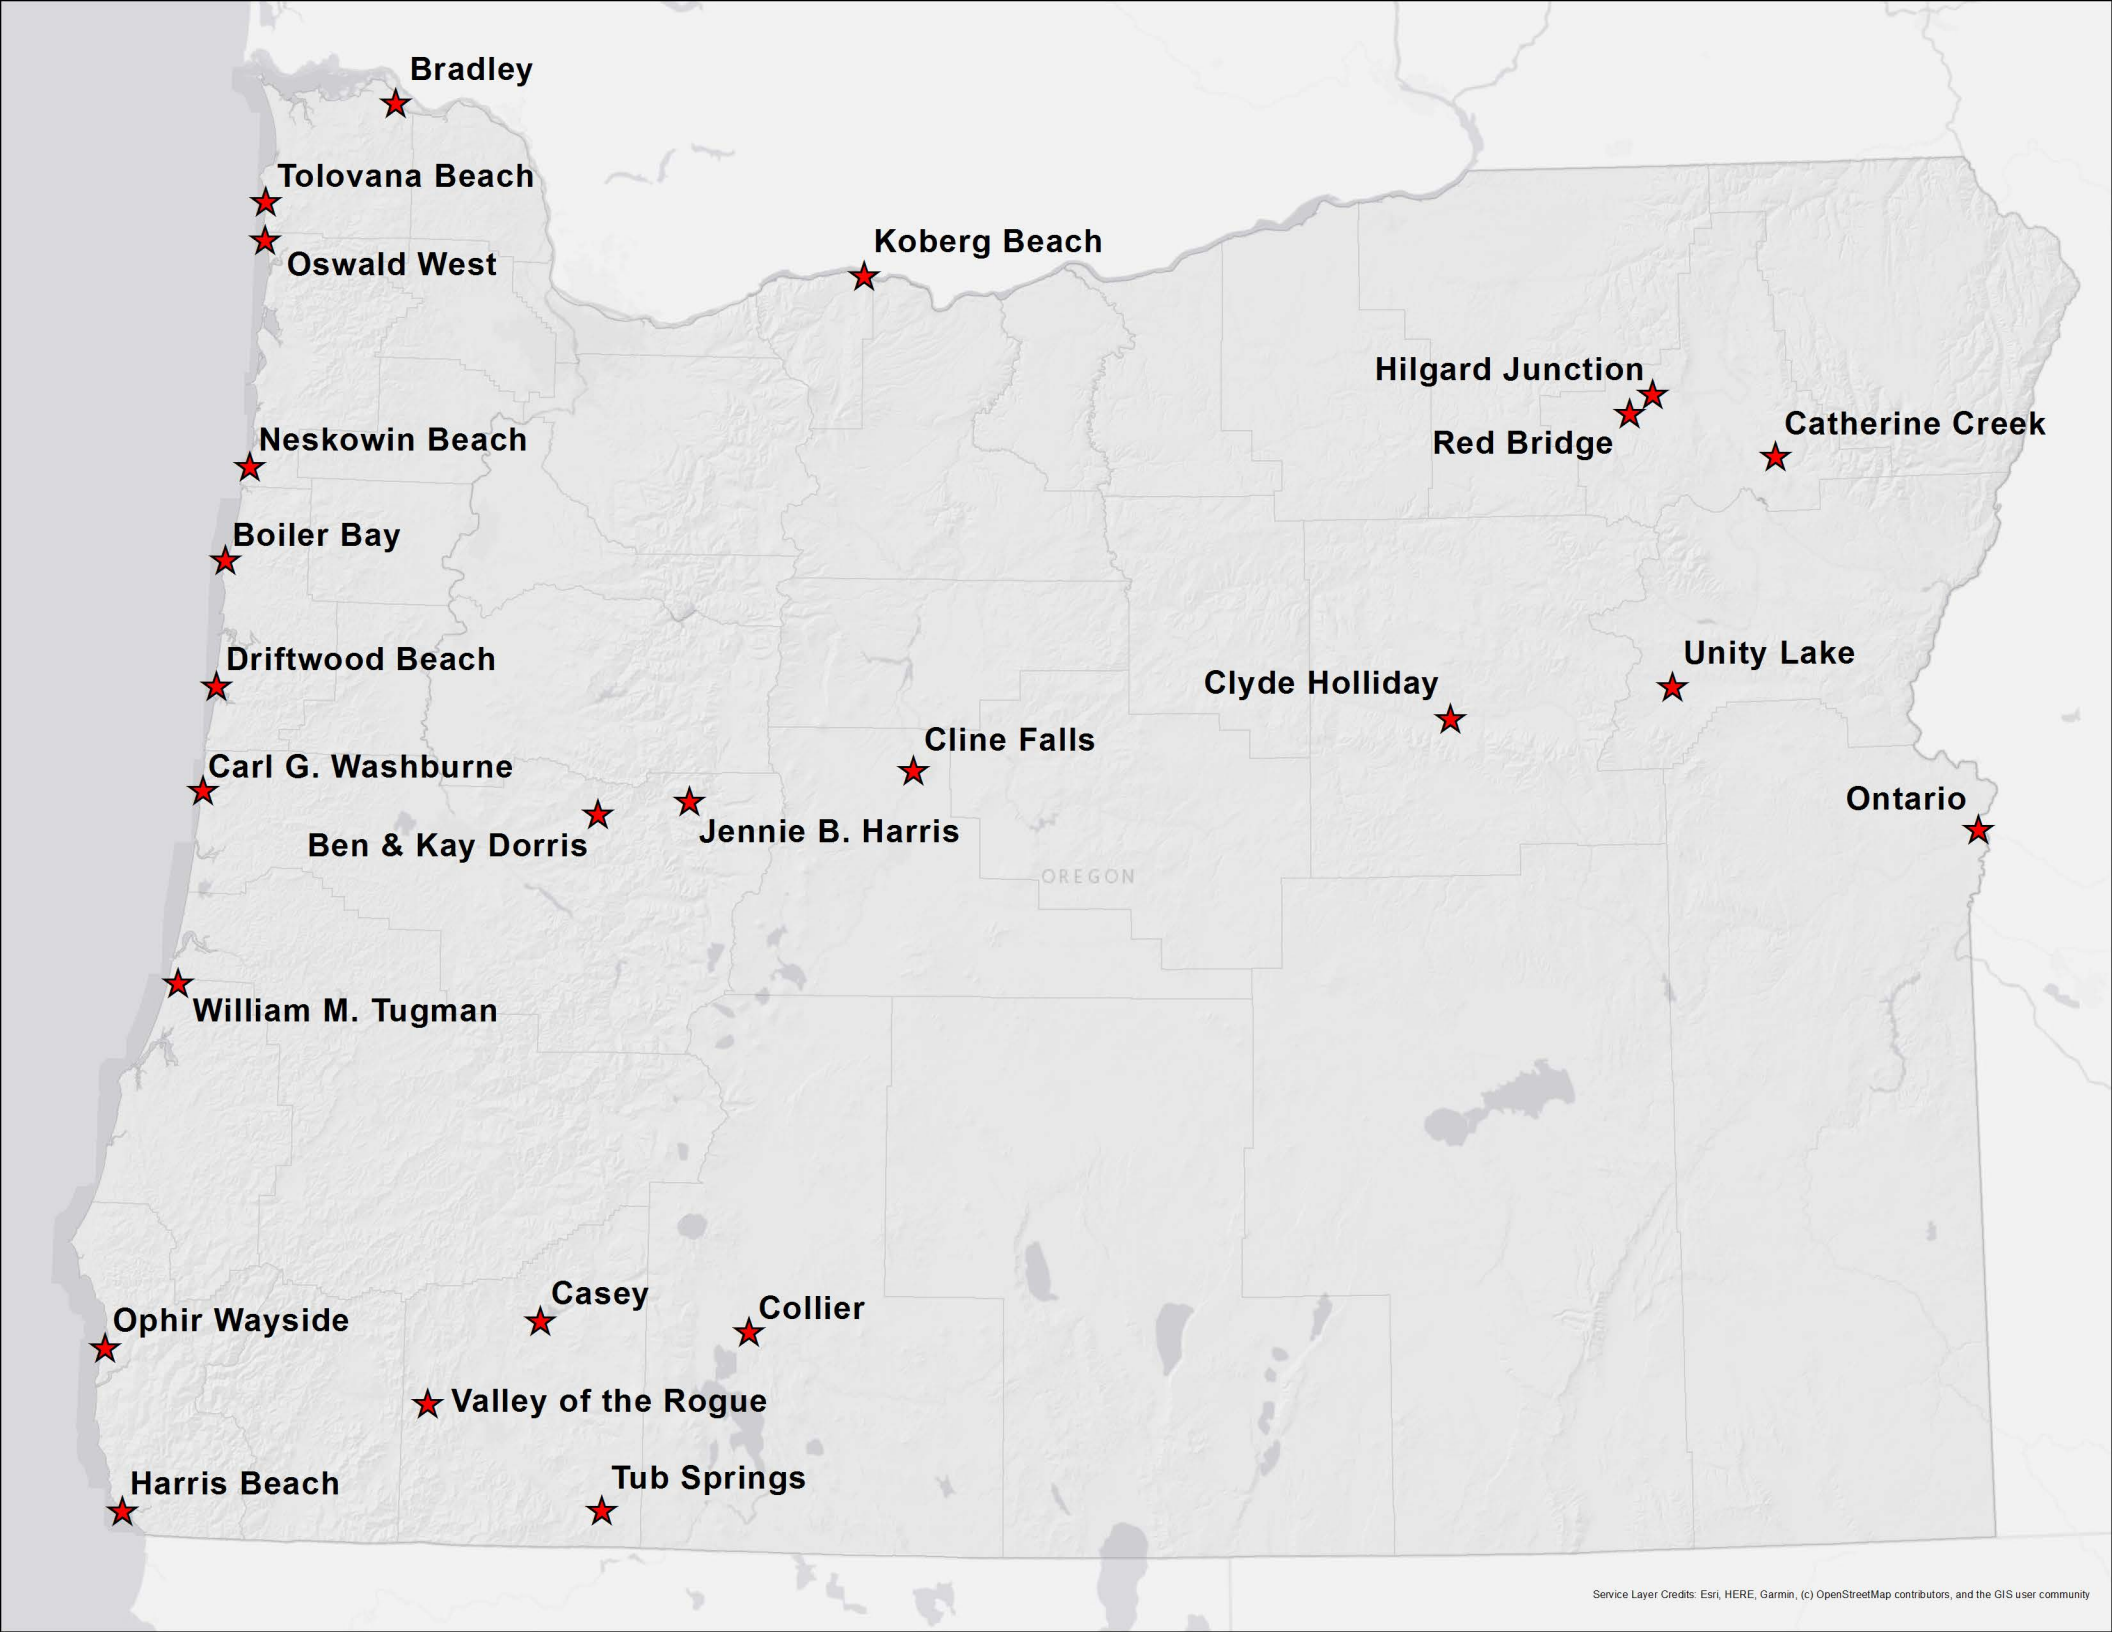 Bradley
Tolovana Beach
Oswald West
Koberg Beach
Hilgard Junction
Red Bridge
Catherine Creek
Neskowin Beach
Boiler Bay
Driftwood Beach
Unity Lake
Clyde Holliday
Cline Falls
Carl G. Washburne
Ontario
Ben & Kay Dorris
Jennie B. Harris
OREGON
William M. Tugman
Casey
Collier
Ophir Wayside
Valley of the Rogue
Tub Springs
Harris Beach
Service Layer Credits: Esri, HERE, Garmin, (c) OpenStreetMap contributors, and the GIS user community